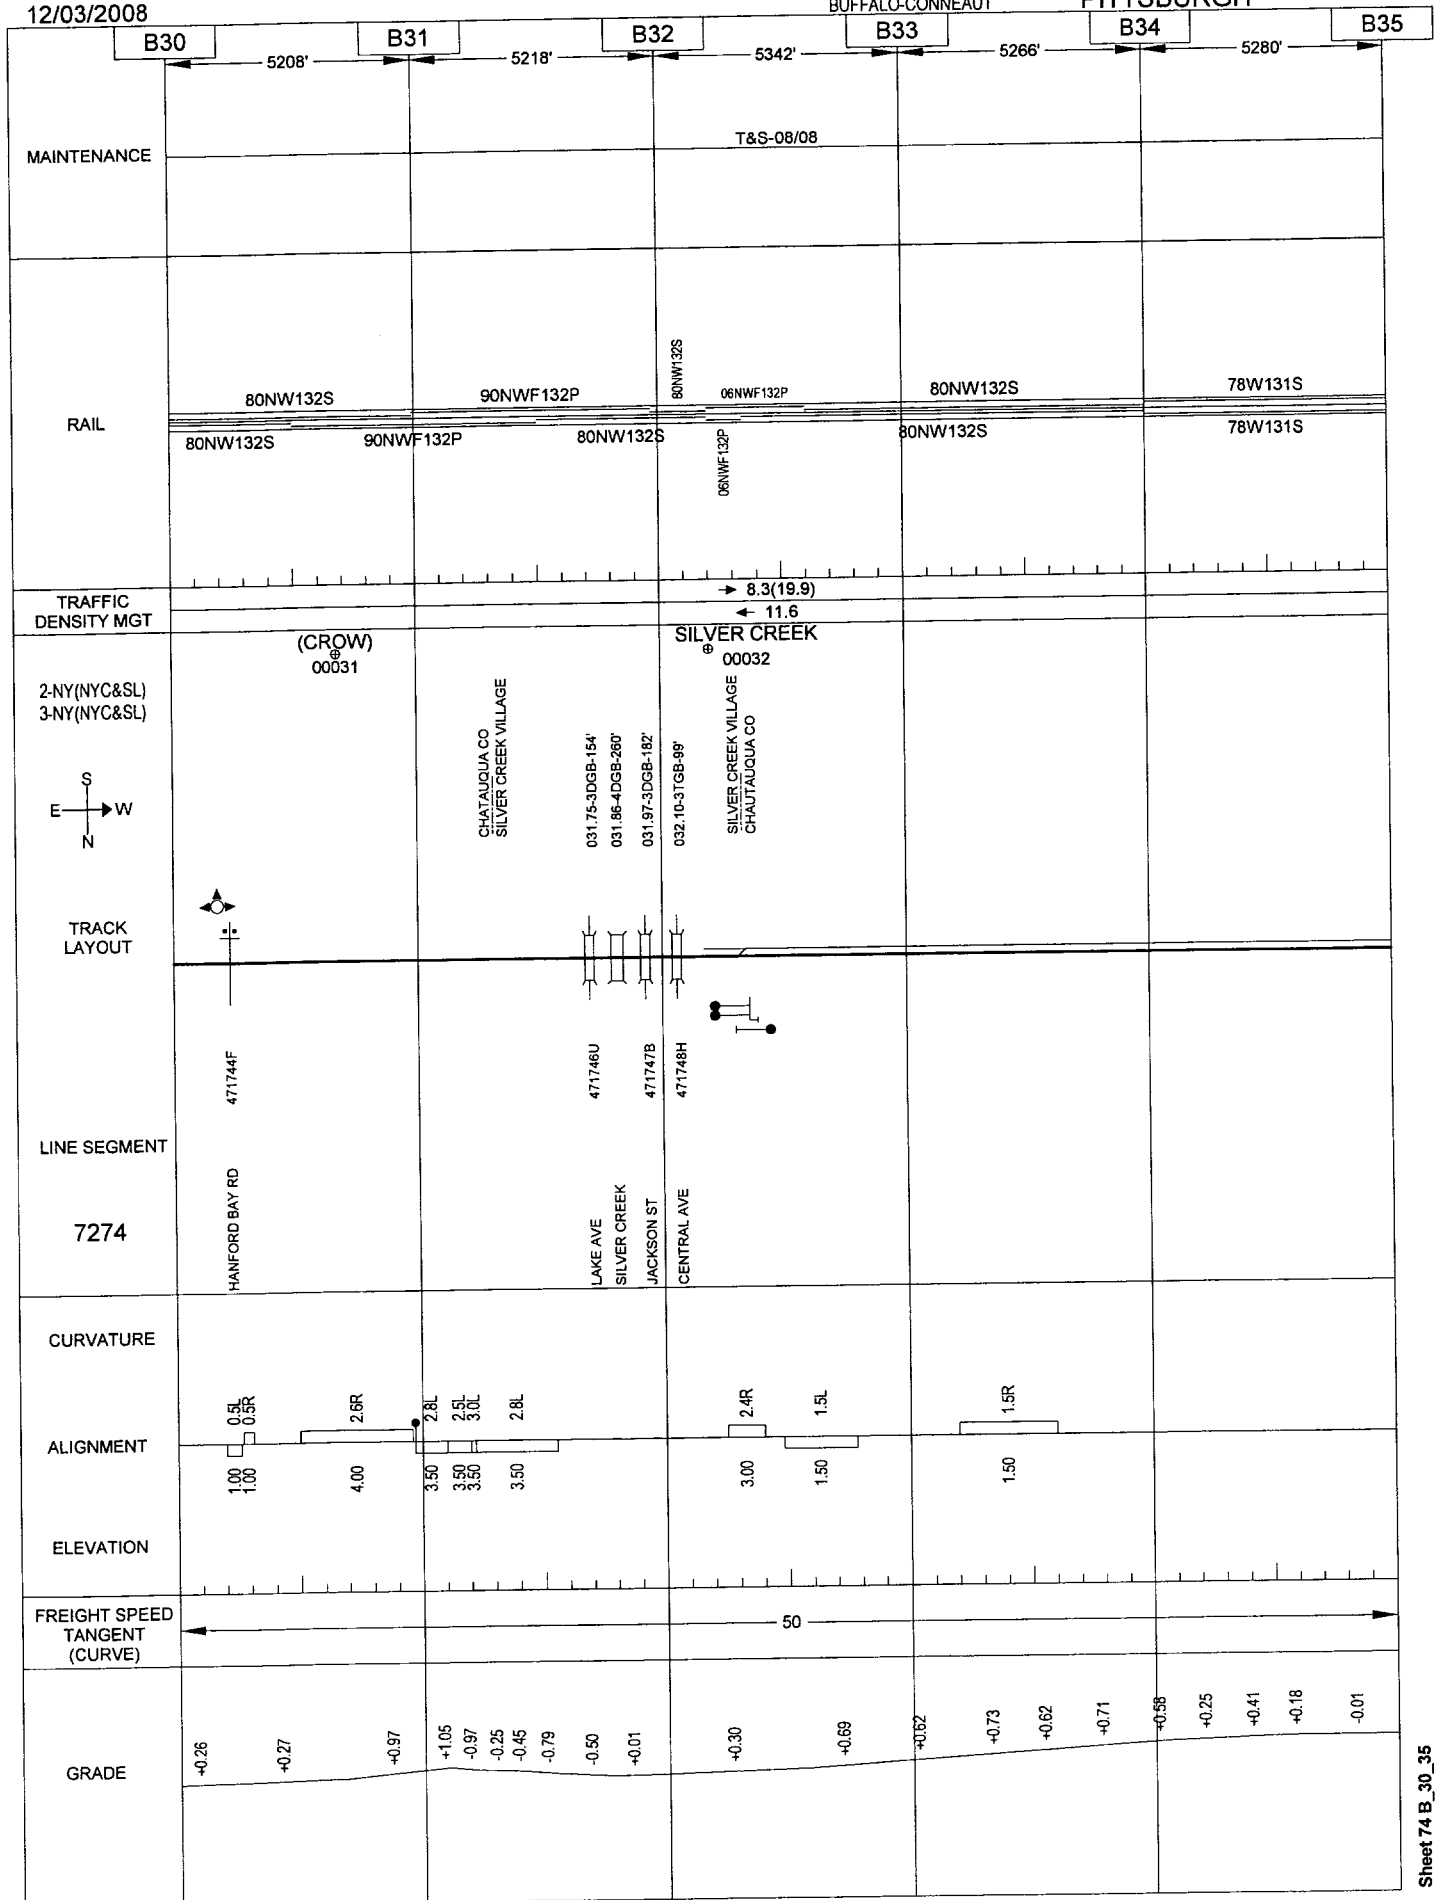 12/03/2008
BUFFALO-CONNEAUT
PITTSBURGH
B30
B31
B32
B33
B34
B35
5208'
5218'
5342'
5266'
5280'
MAINTENANCE
T&S-08/08
RAIL
80NW132S
90NWF132P
80NW132S
06NWF132P
80NW132S
78W131S
80NW132S
90NWF132P
80NW132S
06NWF132P
80NW132S
78W131S
TRAFFIC
DENSITY MGT
8.3(19.9)
11.6
(CROW)
00031
SILVER CREEK
00032
2-NY(NYC&SL)
3-NY(NYC&SL)
S
E
W
N
CHATAUQUA CO
SILVER CREEK VILLAGE
031.75-3DGB-154'
031.86-4DGB-260'
031.97-3DGB-182'
032.10-3TGB-99'
SILVER CREEK VILLAGE
CHAUTAUQUA CO
TRACK
LAYOUT
471744F
471746U
471747B
471748H
LINE SEGMENT
7274
HANFORD BAY RD
LAKE AVE
SILVER CREEK
JACKSON ST
CENTRAL AVE
CURVATURE
0.5L
0.5R
2.6R
2.8L
2.5L
3.0L
2.8L
2.4R
1.5L
1.5R
ALIGNMENT
1.00
1.00
4.00
3.50
3.50
3.50
3.50
3.00
1.50
1.50
ELEVATION
FREIGHT SPEED
TANGENT
(CURVE)
50
GRADE
+0.26
+0.27
+0.97
+1.05
-0.97
-0.25
-0.45
-0.79
-0.50
+0.01
+0.30
+0.69
+0.62
+0.73
+0.62
+0.71
+0.58
+0.25
+0.41
+0.18
-0.01
Sheet 74 B_30_35